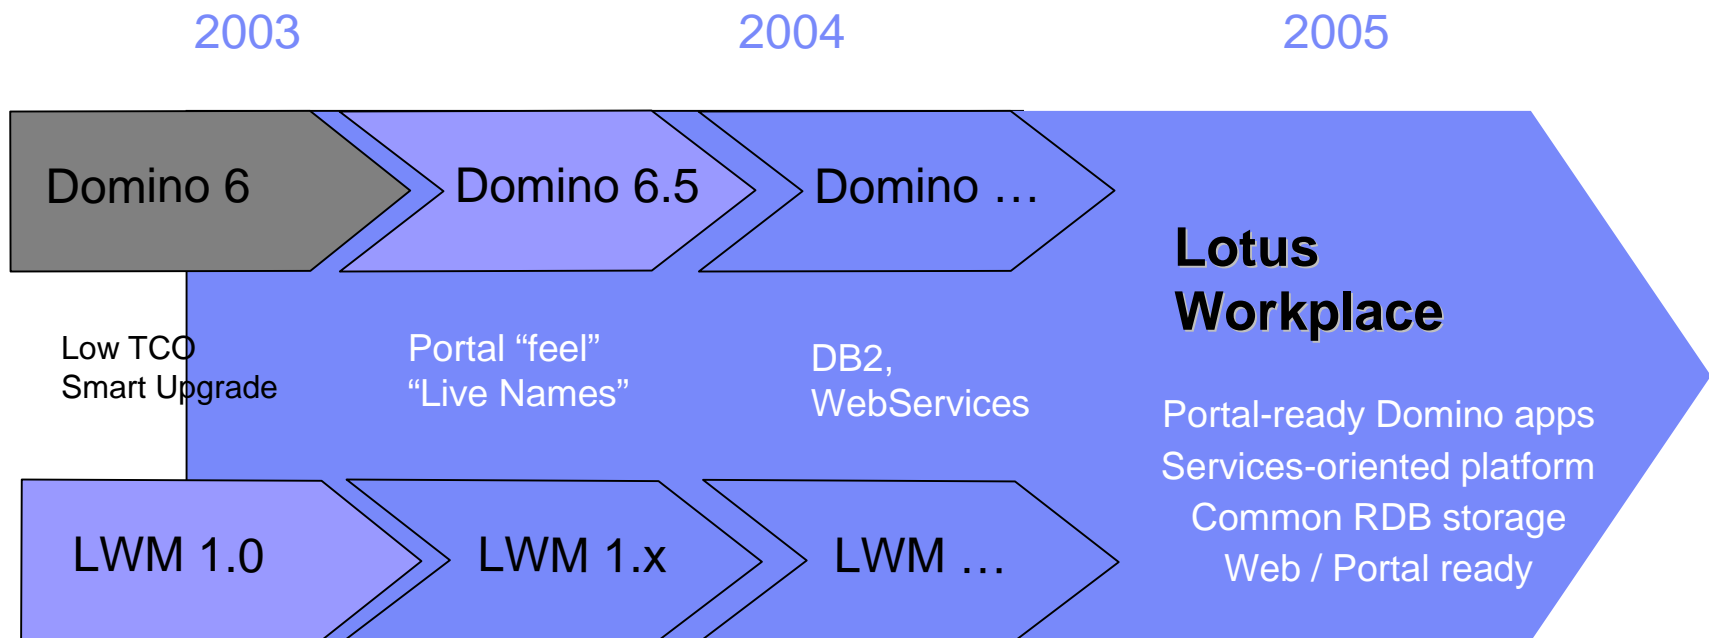 2003 2004 2005
Domino 6 Domino 6.5 Domino …
Lotus
Workplace
Low TCO
Smart Upgrade
Portal “feel”
“Live Names”
DB2,
WebServices
Portal-ready Domino apps
Services-oriented platform
Common RDB storage
Web / Portal ready
LWM 1.0 LWM 1.x LWM …